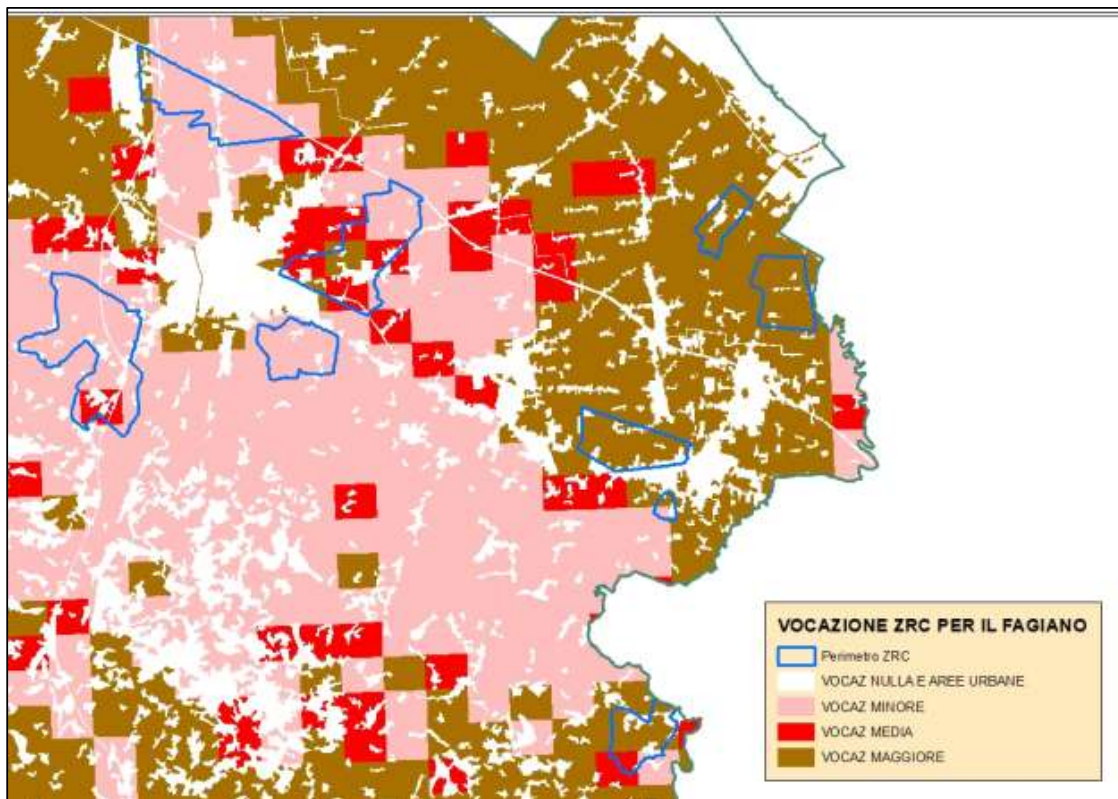 VOCAZIONE ZRC PER IL FAGIANO
Perimetro ZRC
VOCAZ NULLA E AREE URBANE
VOCAZ MINORE
VOCAZ MEDIA
VOCAZ MAGGIORE